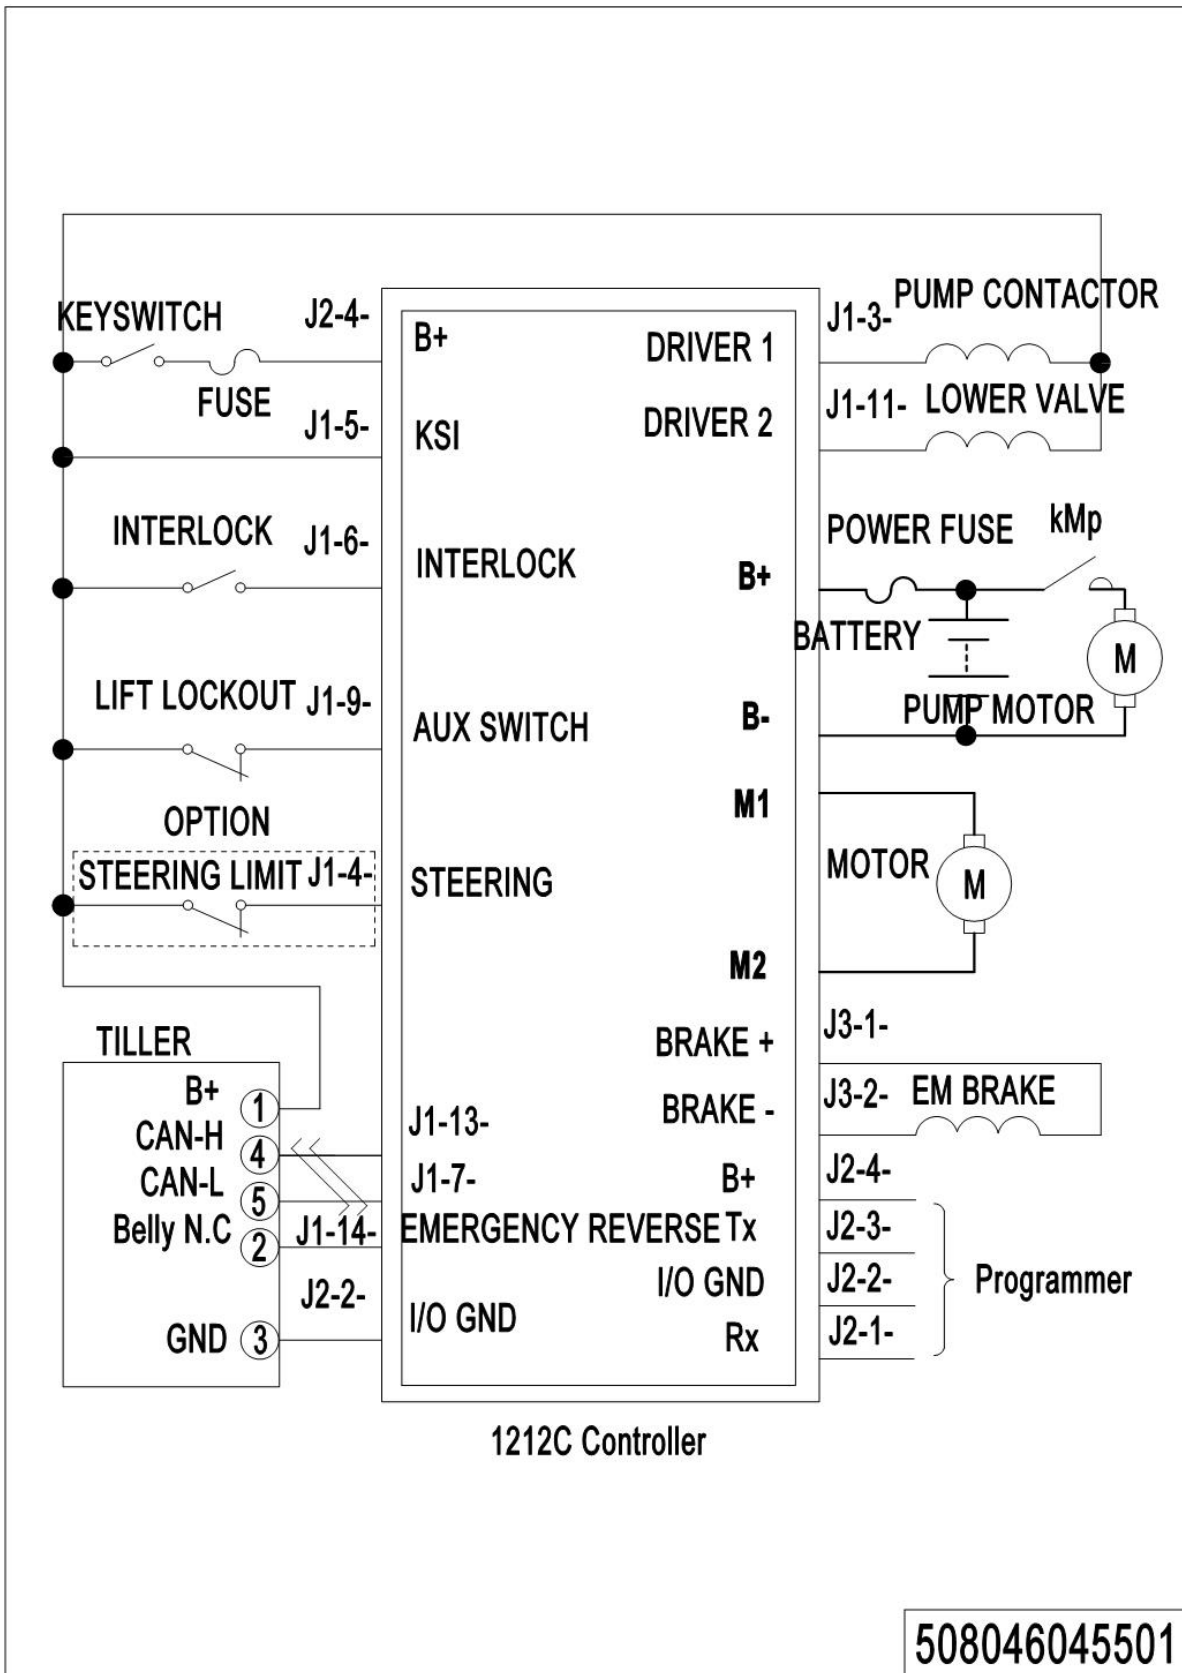 KEYSWITCH
J2-4-
FUSE
J1-5-
INTERLOCK
J1-6-
LIFT LOCKOUT
J1-9-
OPTION
STEERING LIMIT
J1-4-
TILLER
B+
1
CAN-H
4
CAN-L
5
Belly N.C
2
GND
3
J1-14-
J2-2-
B+
KSI
INTERLOCK
AUX SWITCH
STEERING
J1-13-
J1-7-
EMERGENCY REVERSE
I/O GND
DRIVER 1
DRIVER 2
B+
B-
M1
M2
BRAKE +
BRAKE -
B+
Tx
I/O GND
Rx
J1-3-
PUMP CONTACTOR
J1-11-
LOWER VALVE
POWER FUSE
kMp
BATTERY
M
PUMP MOTOR
MOTOR
M
J3-1-
J3-2-
EM BRAKE
J2-4-
J2-3-
J2-2-
J2-1-
Programmer
1212C Controller
508046045501